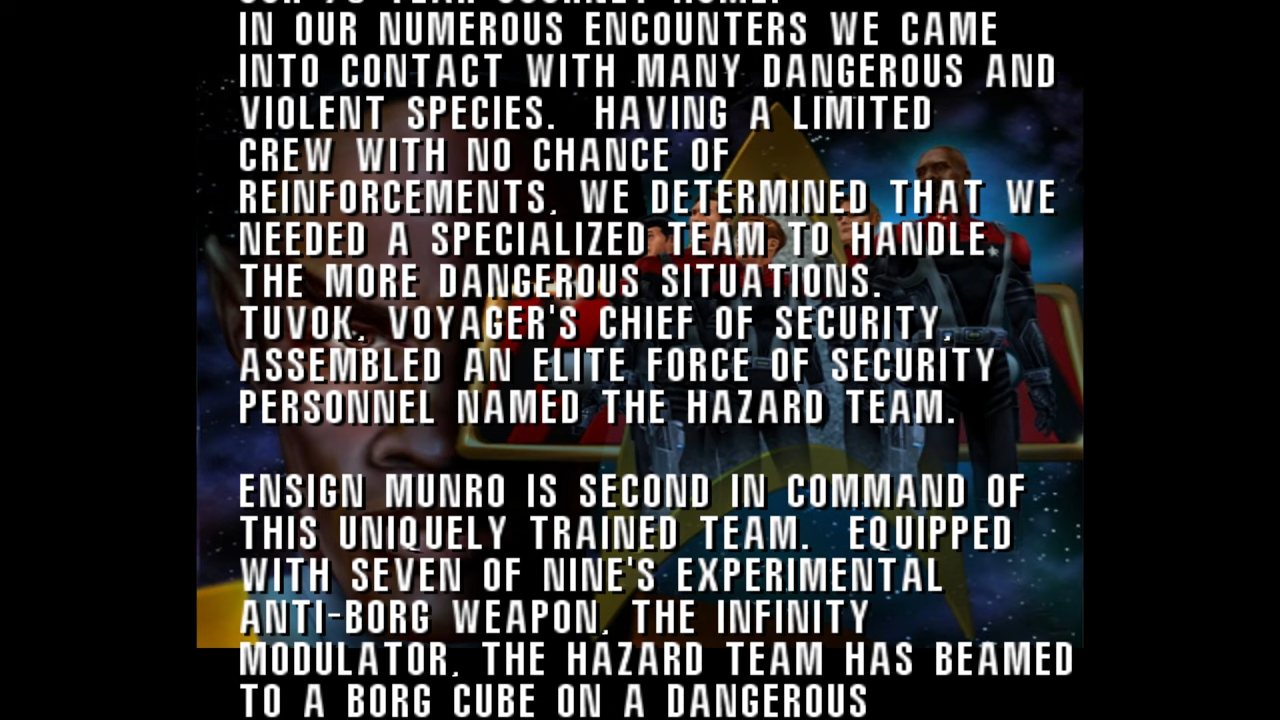 IN OUR NUMEROUS ENCOUNTERS WE CAME
INTO CONTACT WITH MANY DANGEROUS AND
VIOLENT SPECIES.  HAVING A LIMITED
CREW WITH NO CHANCE OF
REINFORCEMENTS, WE DETERMINED THAT WE
NEEDED A SPECIALIZED TEAM TO HANDLE
THE MORE DANGEROUS SITUATIONS.
TUVOK, VOYAGER'S CHIEF OF SECURITY,
ASSEMBLED AN ELITE FORCE OF SECURITY
PERSONNEL NAMED THE HAZARD TEAM.
ENSIGN MUNRO IS SECOND IN COMMAND OF
THIS UNIQUELY TRAINED TEAM.  EQUIPPED
WITH SEVEN OF NINE'S EXPERIMENTAL
ANTI-BORG WEAPON, THE INFINITY
MODULATOR, THE HAZARD TEAM HAS BEAMED
TO A BORG CUBE ON A DANGEROUS